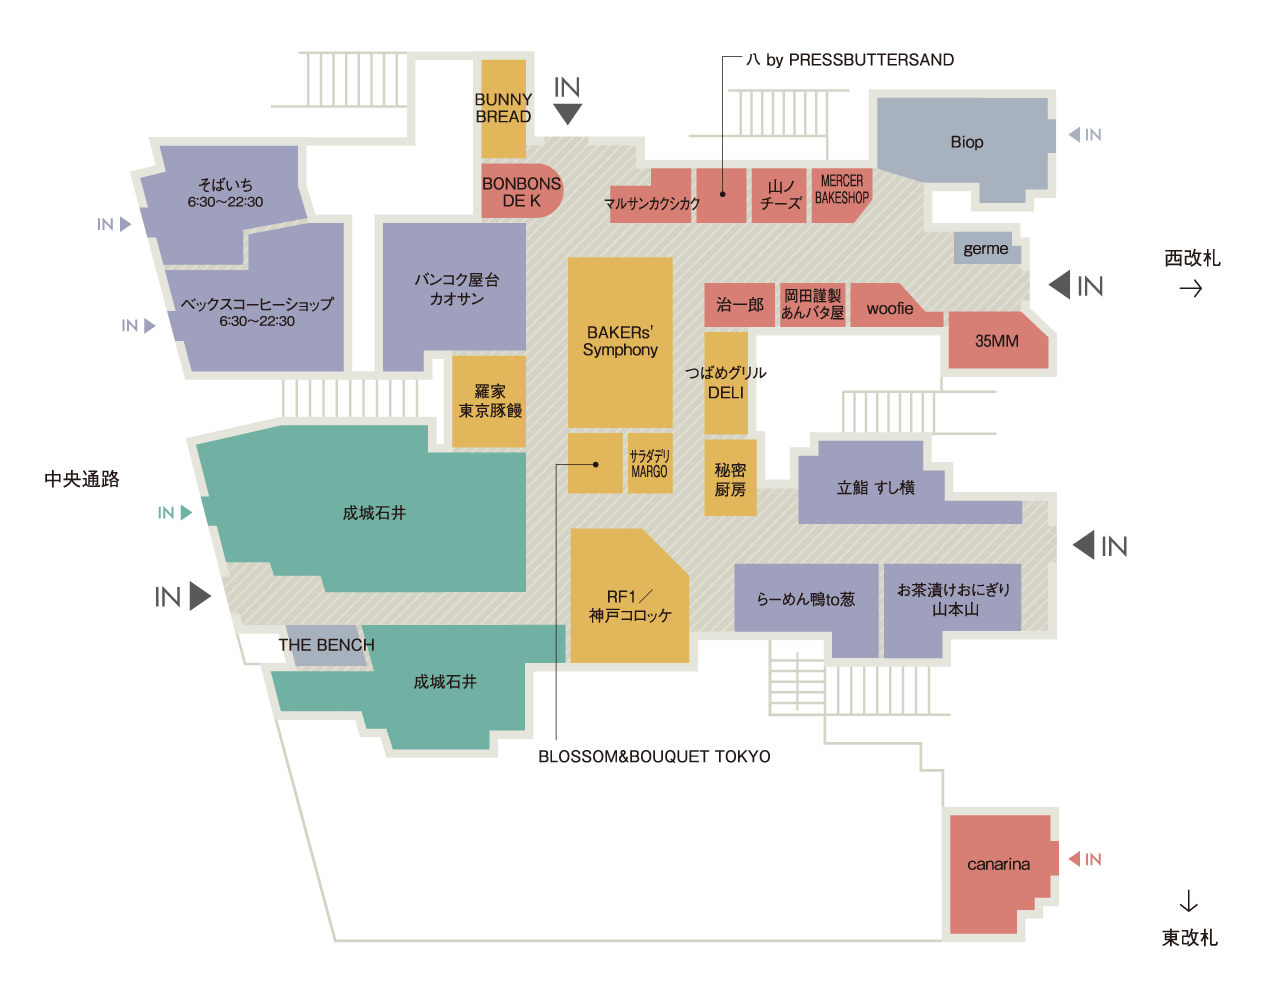 八 by PRESSBUTTERSAND
IN
BUNNY
BREAD
Biop
IN
BONBONS
DE K
マルサンカクシカク
山ノ
チーズ
MERCER
BAKESHOP
そばいち
6:30〜22:30
IN
germe
西改札
→
IN
バンコク屋台
カオサン
ベックスコーヒーショップ
6:30〜22:30
IN
治一郎
岡田謹製
あんバタ屋
woofie
35MM
BAKERs'
Symphony
つばめグリル
DELI
羅家
東京豚饅
サラダデリ
MARGO
秘密
厨房
立鮨 すし横
中央通路
IN
成城石井
IN
IN
RF1／
神戸コロッケ
らーめん鴨to葱
お茶漬けおにぎり
山本山
THE BENCH
成城石井
BLOSSOM&BOUQUET TOKYO
canarina
IN
↓
東改札